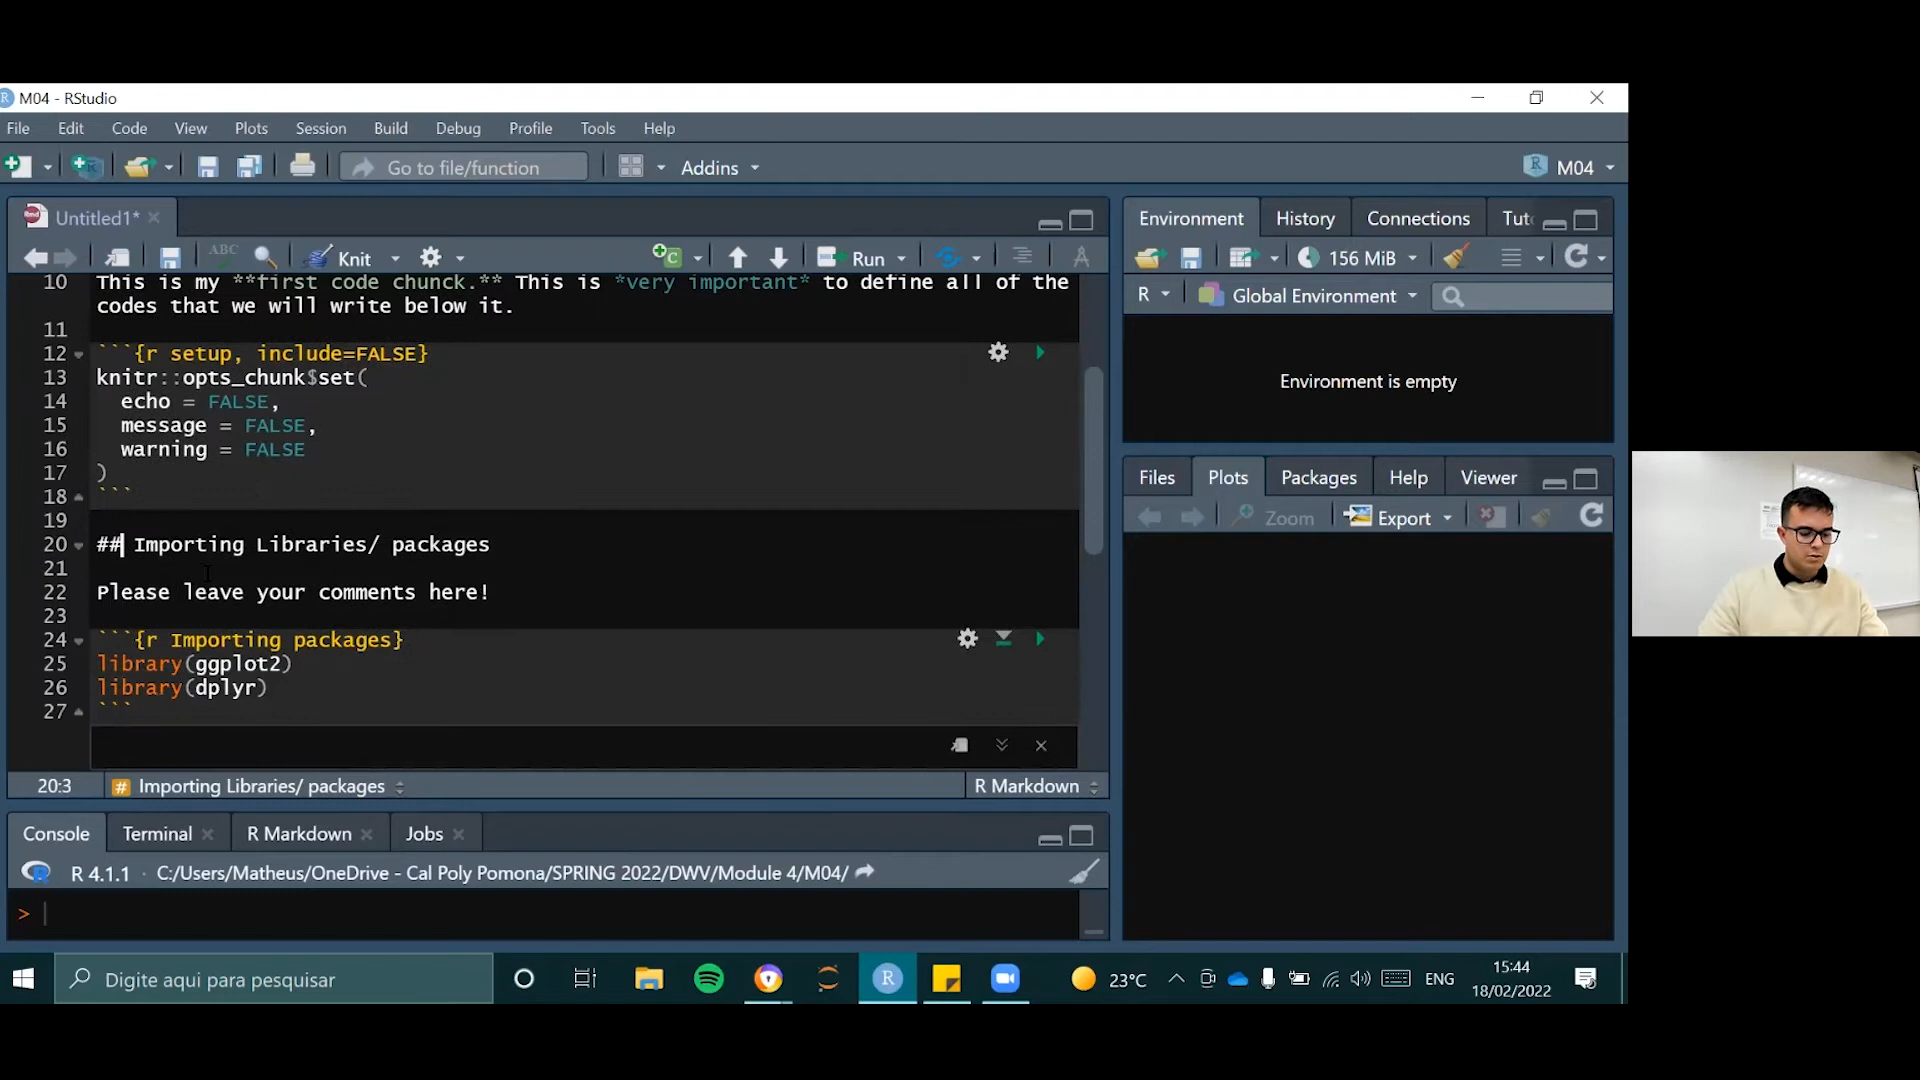 M04 - RStudio
File Edit Code View Plots Session Build Debug Profile Tools Help
Go to file/function Addins M04
Untitled1*
Knit Run
10 This is my **first code chunck.** This is *very important* to define all of the
codes that we will write below it.
11
12 ```{r setup, include=FALSE}
13 knitr::opts_chunk$set(
14 echo = FALSE,
15 message = FALSE,
16 warning = FALSE
17 )
18 ```
19
20 ## Importing Libraries/ packages
21
22 Please leave your comments here!
23
24 ```{r Importing packages}
25 library(ggplot2)
26 library(dplyr)
27 ```
20:3 # Importing Libraries/ packages R Markdown
Console Terminal R Markdown Jobs
R 4.1.1 · C:/Users/Matheus/OneDrive - Cal Poly Pomona/SPRING 2022/DWV/Module 4/M04/
>
Environment History Connections Tuto
156 MiB
R Global Environment
Environment is empty
Files Plots Packages Help Viewer
Zoom Export
Digite aqui para pesquisar
23°C ENG 15:44
18/02/2022